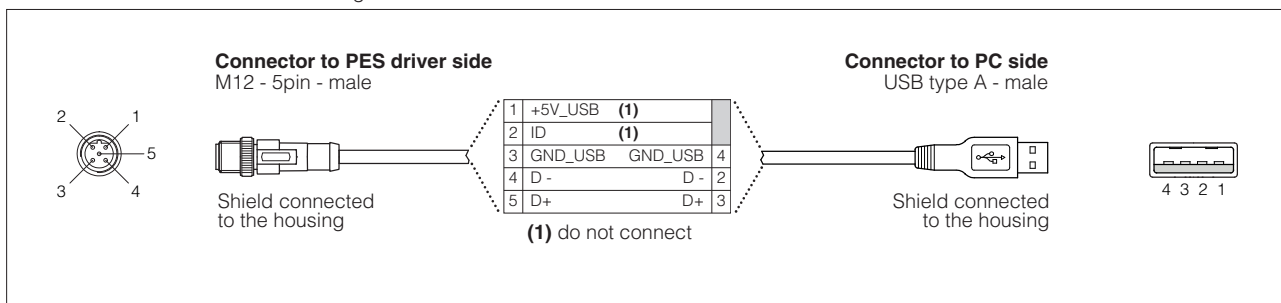 Connector to PES driver side
M12 - 5pin - male
Connector to PC side
USB type A - male
2 1
5
3 4
Shield connected
to the housing
1 +5V_USB (1)
2 ID (1)
3 GND_USB GND_USB 4
4 D - D - 2
5 D+ D+ 3
(1) do not connect
Shield connected
to the housing
4 3 2 1